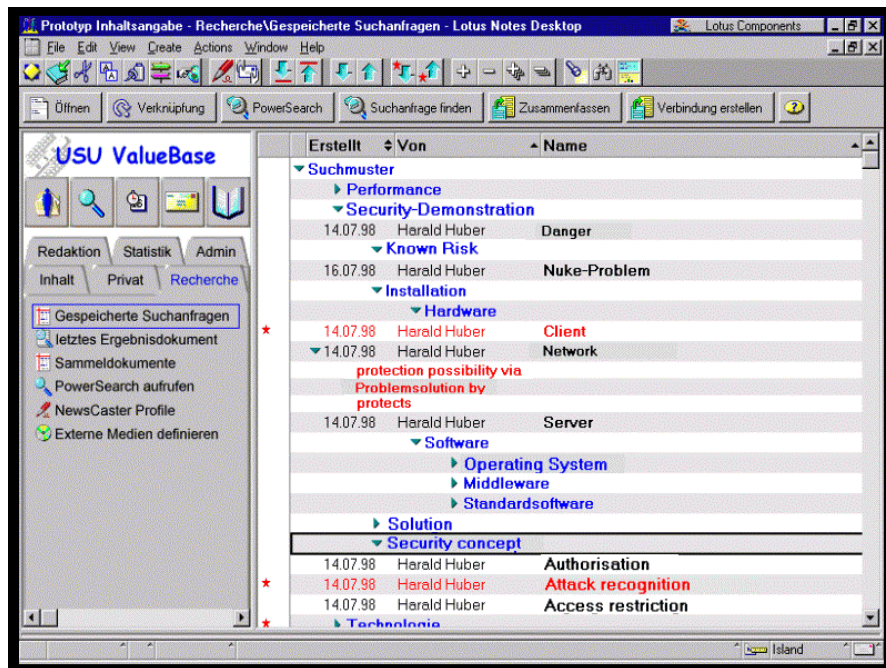 Prototyp Inhaltsangabe - Recherche\Gespeicherte Suchanfragen - Lotus Notes Desktop
Lotus Components
File Edit View Create Actions Window Help
Öffnen Verknüpfung PowerSearch Suchanfrage finden Zusammenfassen Verbindung erstellen
USU ValueBase
Redaktion Statistik Admin
Inhalt Privat Recherche
Gespeicherte Suchanfragen
letztes Ergebnisdokument
Sammeldokumente
PowerSearch aufrufen
NewsCaster Profile
Externe Medien definieren
Erstellt Von Name
Suchmuster
Performance
Security-Demonstration
14.07.98 Harald Huber Danger
Known Risk
16.07.98 Harald Huber Nuke-Problem
Installation
Hardware
14.07.98 Harald Huber Client
14.07.98 Harald Huber Network
protection possibility via
Problemsolution by
protects
14.07.98 Harald Huber Server
Software
Operating System
Middleware
Standardsoftware
Solution
Security concept
14.07.98 Harald Huber Authorisation
14.07.98 Harald Huber Attack recognition
14.07.98 Harald Huber Access restriction
Technologie
Island